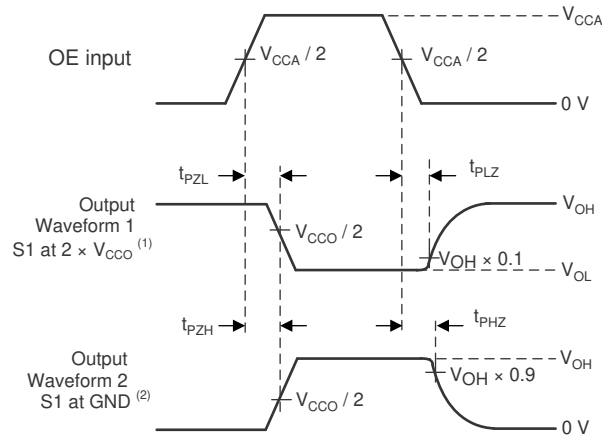 V_CCA
OE input
V_CCA / 2
V_CCA / 2
0 V
t_PZL
t_PLZ
Output
Waveform 1
S1 at 2 × V_CCO (1)
V_OH
V_CCO / 2
V_OH × 0.1
V_OL
t_PZH
t_PHZ
Output
Waveform 2
S1 at GND (2)
V_OH
V_OH × 0.9
V_CCO / 2
0 V